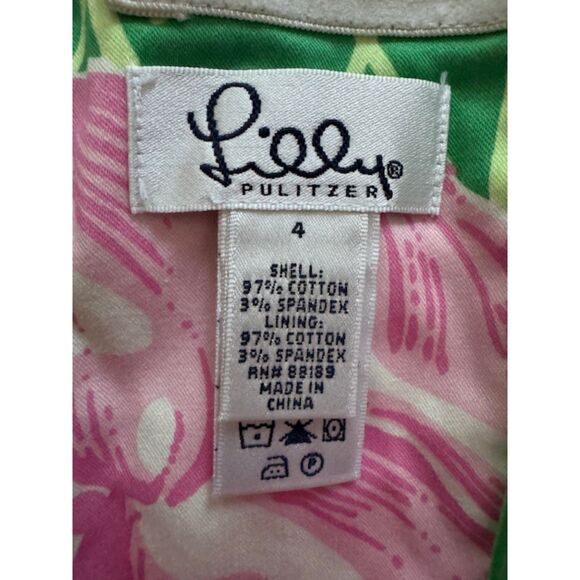 Lilly®
PULITZER
4
SHELL:
97% COTTON
3% SPANDEX
LINING:
97% COTTON
3% SPANDEX
RN# 88189
MADE IN
CHINA
P